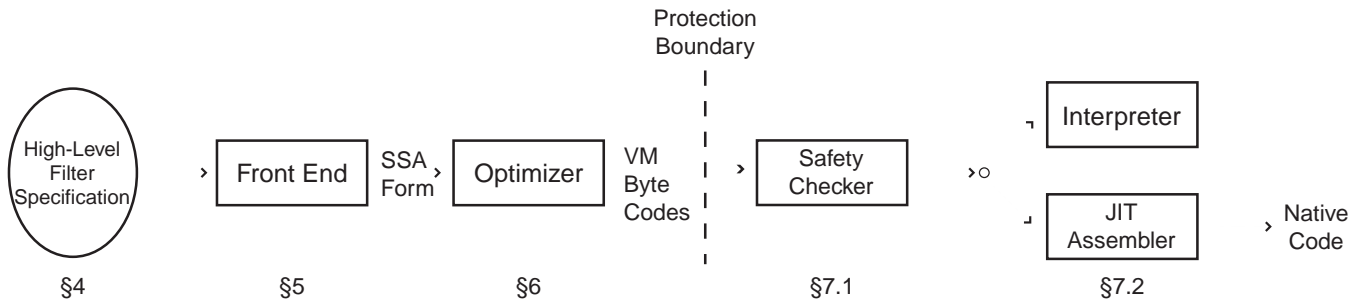 Protection
Boundary
High-Level
Filter
Specification
Front End
SSA
Form
Optimizer
VM
Byte
Codes
Safety
Checker
Interpreter
JIT
Assembler
Native
Code
§4
§5
§6
§7.1
§7.2